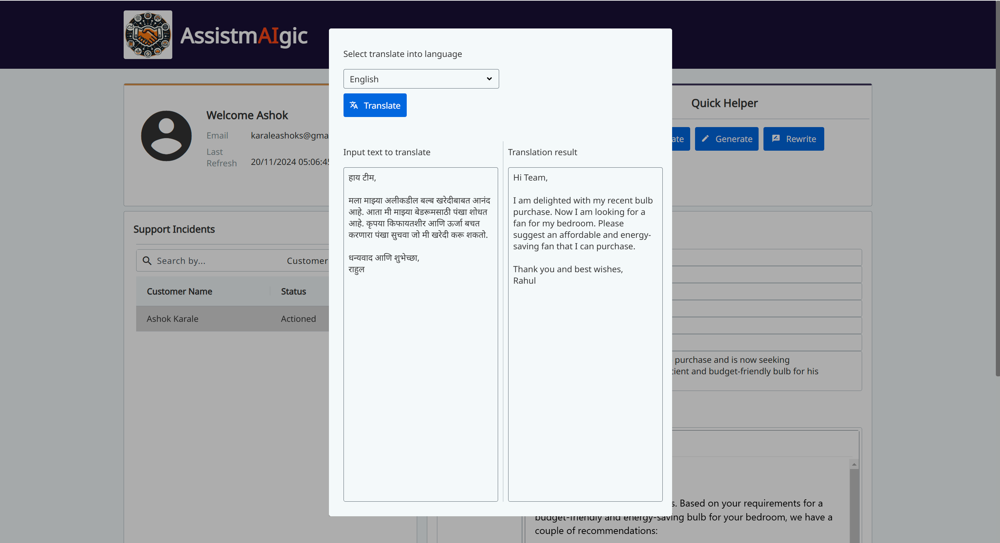 AssistmAIgic
Select translate into language
English
Translate
Welcome Ashok
Email karaleashoks@gma
Last
Refresh 20/11/2024 05:06:45
Quick Helper
ate Generate Rewrite
Input text to translate
हाय टीम,
मला माझ्या अलीकडील बल्ब खरेदीबाबत आनंद
आहे. आता मी माझ्या बेडरूमसाठी पंखा शोधत
आहे. कृपया किफायतशीर आणि ऊर्जा बचत
करणारा पंखा सुचवा जो मी खरेदी करू शकतो.
धन्यवाद आणि शुभेच्छा,
राहुल
Translation result
Hi Team,
I am delighted with my recent bulb
purchase. Now I am looking for a
fan for my bedroom. Please
suggest an affordable and energy-
saving fan that I can purchase.
Thank you and best wishes,
Rahul
Support Incidents
Search by... Customer
Customer Name Status
Ashok Karale Actioned
purchase and is now seeking
cient and budget-friendly bulb for his
s. Based on your requirements for a
budget-friendly and energy-saving bulb for your bedroom, we have a
couple of recommendations: